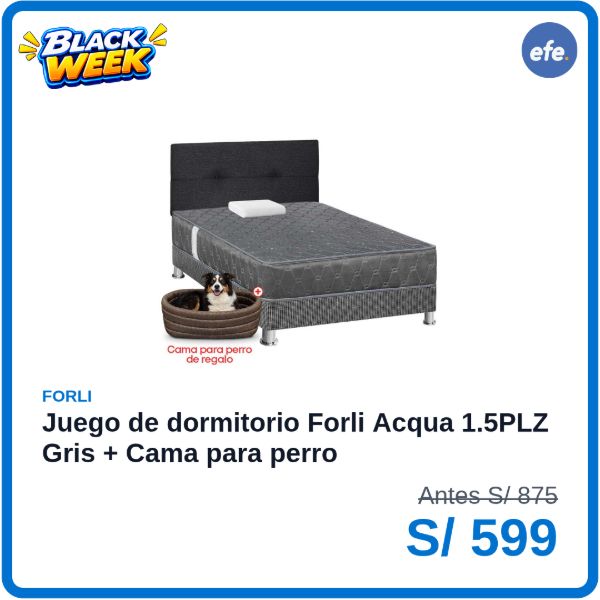 BLACK
WEEK
efe.
+
Cama para perro
de regalo
FORLI
Juego de dormitorio Forli Acqua 1.5PLZ
Gris + Cama para perro
Antes S/ 875
S/ 599